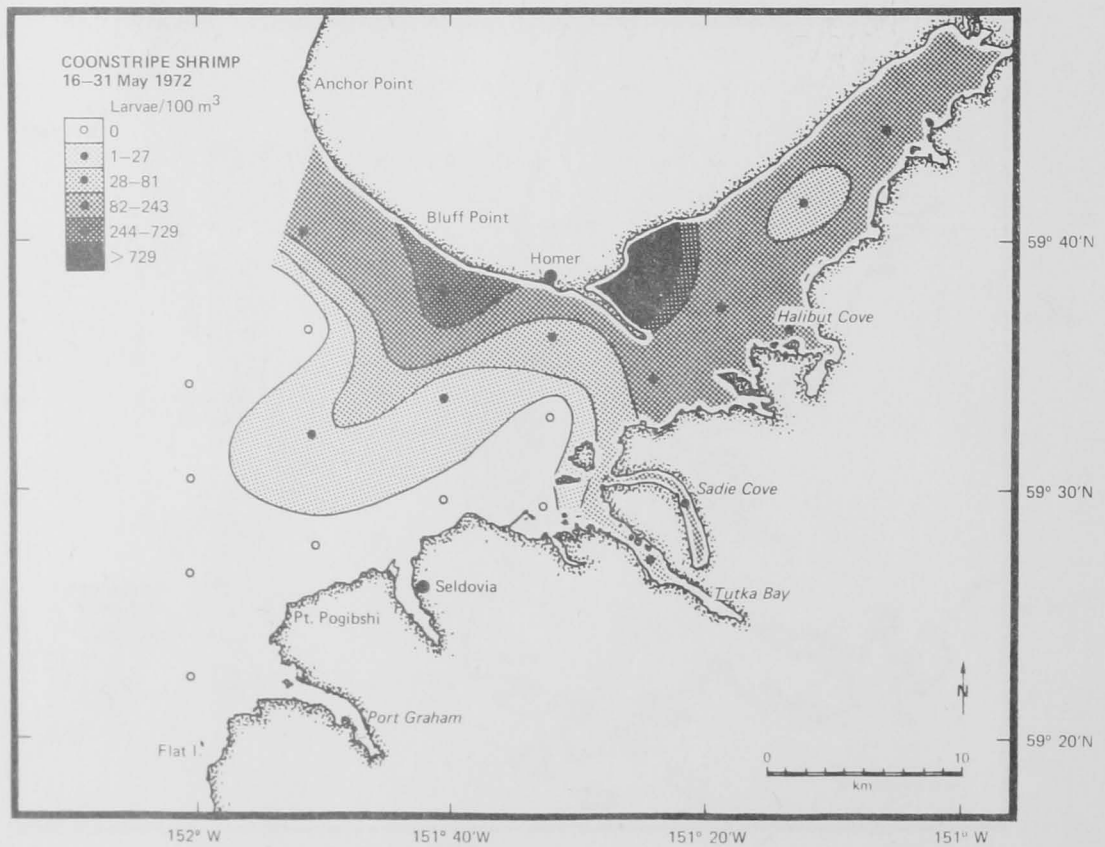 COONSTRIPE SHRIMP
16–31 May 1972
Larvae/100 m³
0
1–27
28–81
82–243
244–729
> 729
Anchor Point
Bluff Point
Homer
59° 40'N
Halibut Cove
59° 30'N
Sadie Cove
Seldovia
Tutka Bay
Pt. Pogibshi
N
Port Graham
Flat I.
59° 20'N
0 10
km
152° W
151° 40'W
151° 20'W
151° W